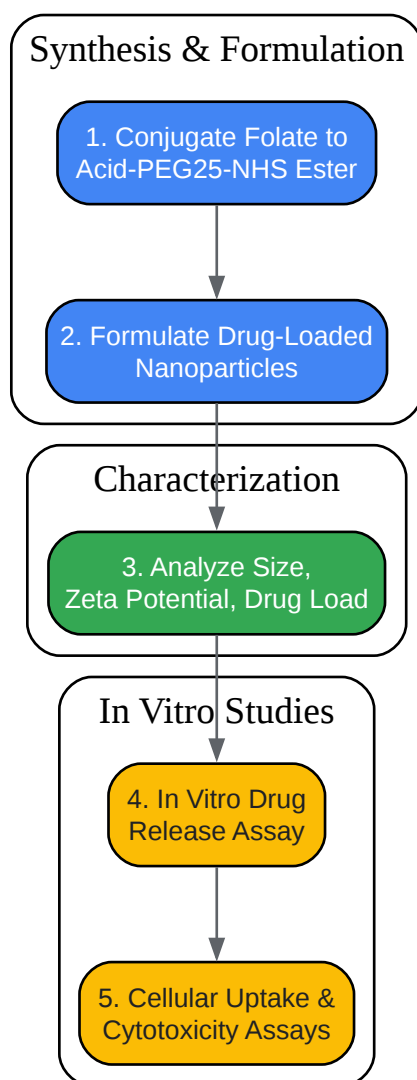 Synthesis & Formulation
1. Conjugate Folate to
Acid-PEG25-NHS Ester
2. Formulate Drug-Loaded
Nanoparticles
Characterization
3. Analyze Size,
Zeta Potential, Drug Load
In Vitro Studies
4. In Vitro Drug
Release Assay
5. Cellular Uptake &
Cytotoxicity Assays